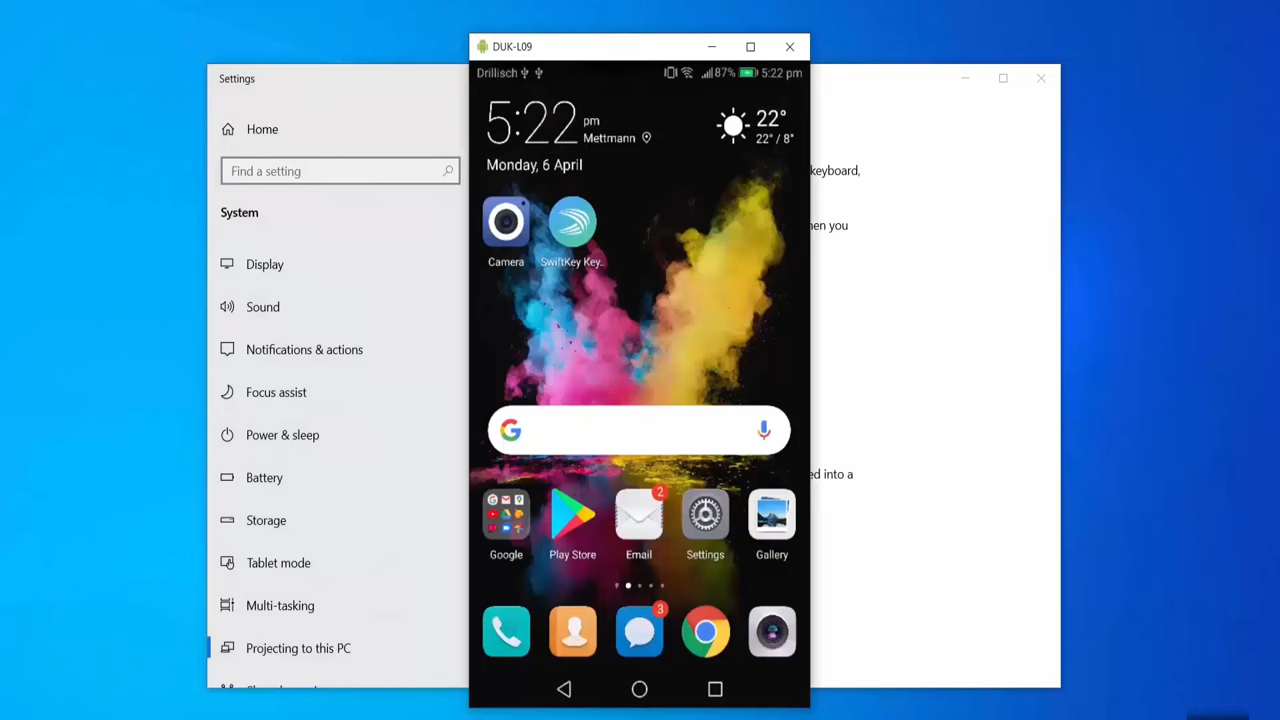 DUK-L09
Settings
Home
Find a setting
System
Display
Sound
Notifications & actions
Focus assist
Power & sleep
Battery
Storage
Tablet mode
Multi-tasking
Projecting to this PC
Drillisch
87% 5:22 pm
5:22 pm
Mettmann
22°
22° / 8°
Monday, 6 April
Camera
SwiftKey Key..
G
2
Google
Play Store
Email
Settings
Gallery
3
keyboard,
hen you
ed into a